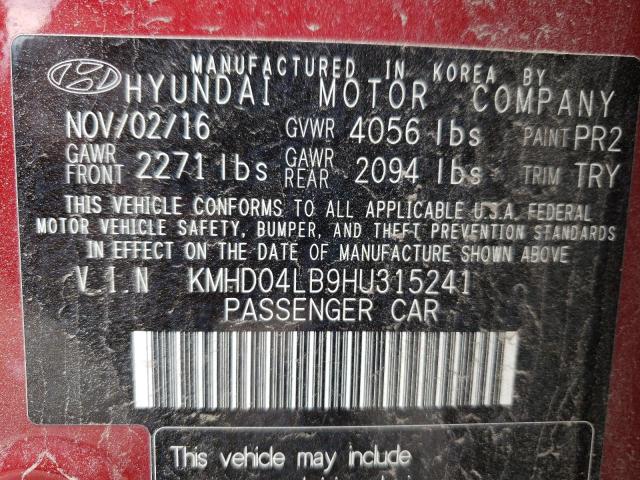 MANUFACTURED IN KOREA BY
HYUNDAI MOTOR COMPANY
NOV/02/16 GVWR 4056 lbs PAINT PR2
GAWR FRONT 2271 lbs GAWR REAR 2094 lbs TRIM TRY
THIS VEHICLE CONFORMS TO ALL APPLICABLE U.S.A. FEDERAL
MOTOR VEHICLE SAFETY, BUMPER, AND THEFT PREVENTION STANDARDS
IN EFFECT ON THE DATE OF MANUFACTURE SHOWN ABOVE.
V.I.N KMHD04LB9HU315241
PASSENGER CAR
This vehicle may include